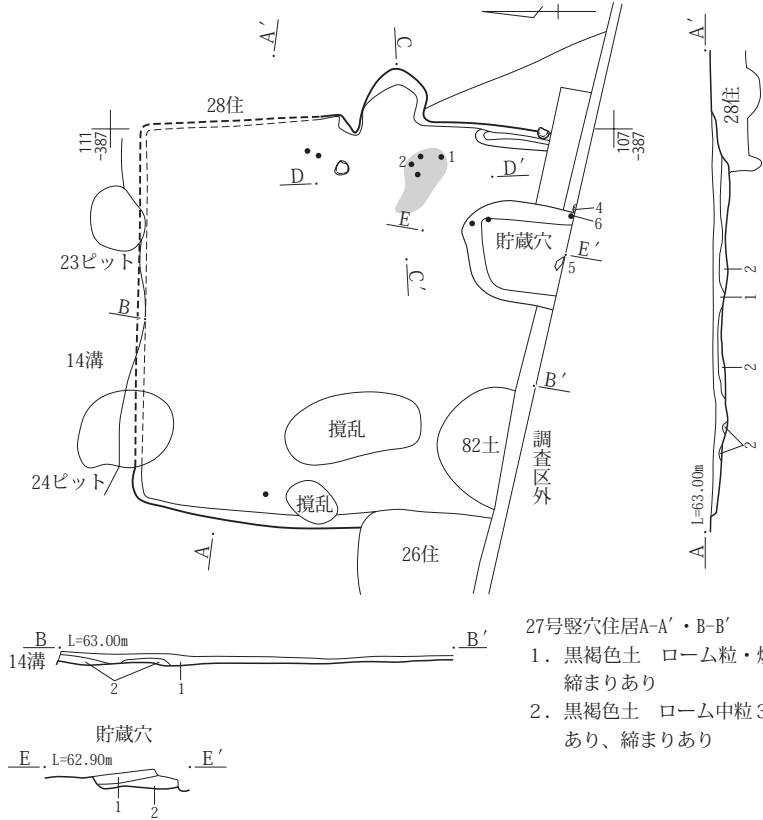 A′
C
A′
28住
28住
111
-387
107
-387
2
1
D
D′
4
6
E
貯蔵穴
E′
5
23ピット
C′
2
1
B
14溝
B′
2
撹乱
82土
調査区外
2
24ピット
撹乱
L=63.00m
A
26住
A
B
L=63.00m
B′
14溝
2
1
貯蔵穴
E
L=62.90m
E′
1
2
27号竪穴住居A-A′・B-B′
1．黒褐色土　ローム粒・
締まりあり
2．黒褐色土　ローム中粒3
あり、締まりあり